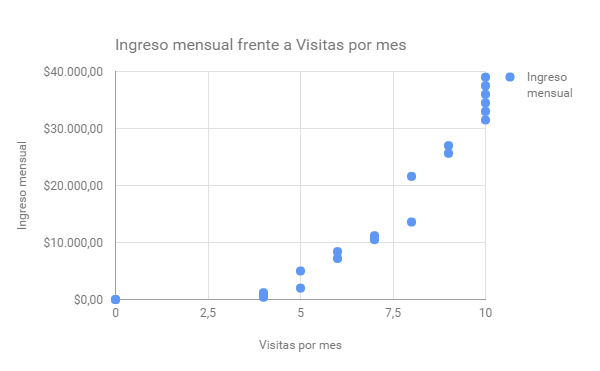 Ingreso mensual frente a Visitas por mes
$40.000,00
$30.000,00
$20.000,00
$10.000,00
$0,00
Ingreso mensual
0
2,5
5
7,5
10
Visitas por mes
Ingreso
mensual